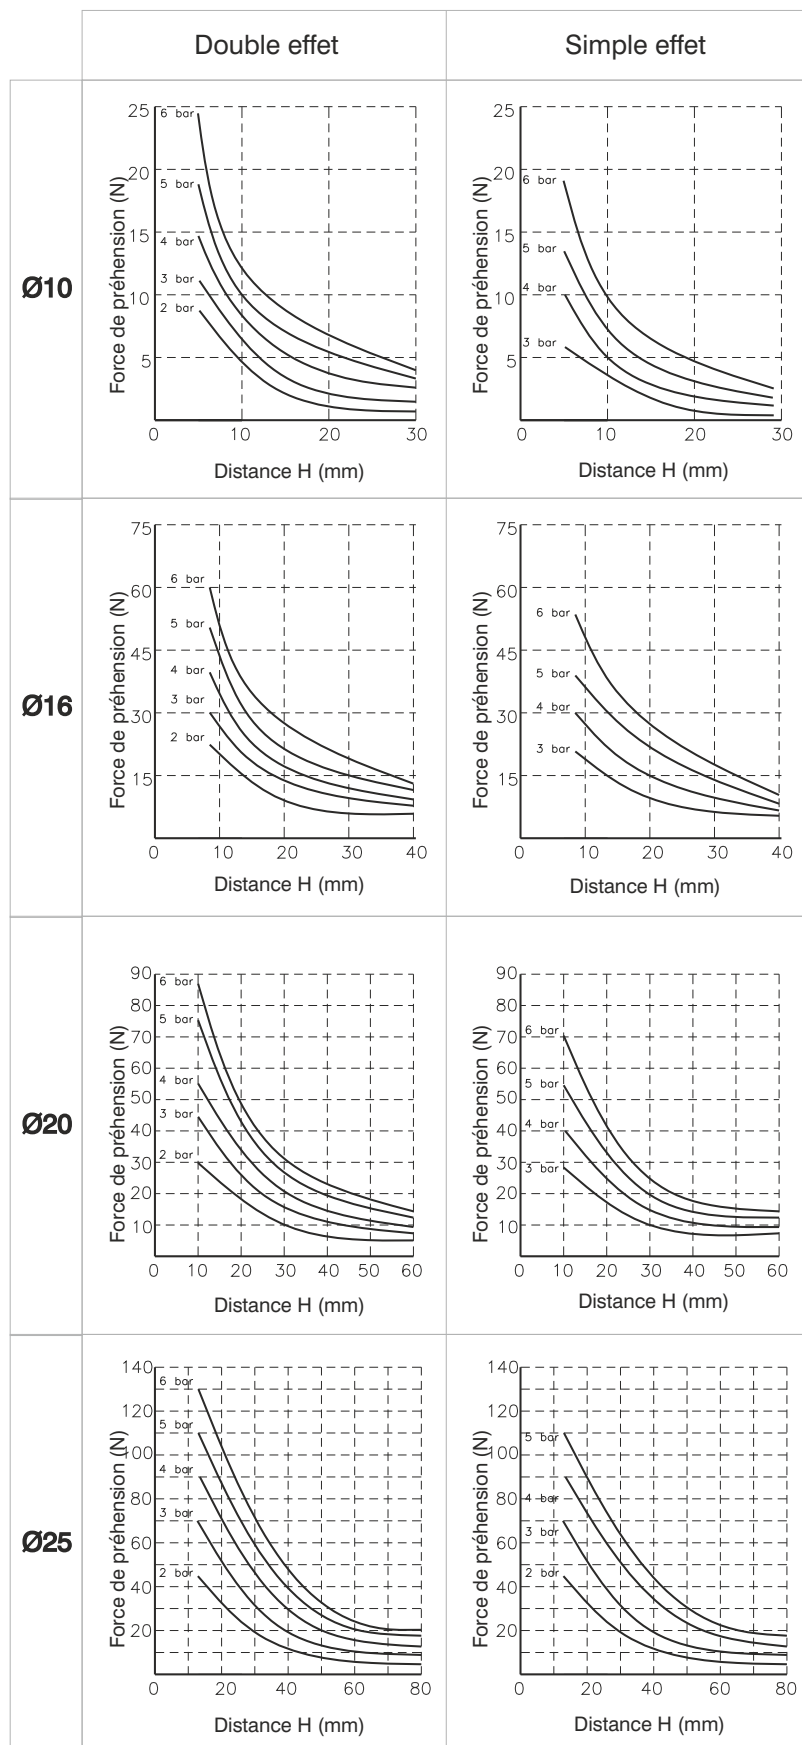 Double effet
Simple effet
Ø10
Force de préhension (N)
25
20
15
10
5
6 bar
5 bar
4 bar
3 bar
2 bar
0 10 20 30
Distance H (mm)
Force de préhension (N)
25
20
15
10
5
6 bar
5 bar
4 bar
3 bar
0 10 20 30
Distance H (mm)
Ø16
Force de préhension (N)
75
60
45
30
15
6 bar
5 bar
4 bar
3 bar
2 bar
0 10 20 30 40
Distance H (mm)
Force de préhension (N)
75
60
45
30
15
6 bar
5 bar
4 bar
3 bar
0 10 20 30 40
Distance H (mm)
Ø20
Force de préhension (N)
90
80
70
60
50
40
30
20
10
6 bar
5 bar
4 bar
3 bar
2 bar
0 10 20 30 40 50 60
Distance H (mm)
Force de préhension (N)
90
80
70
60
50
40
30
20
10
6 bar
5 bar
4 bar
3 bar
0 10 20 30 40 50 60
Distance H (mm)
Ø25
Force de préhension (N)
140
120
100
80
60
40
20
6 bar
5 bar
4 bar
3 bar
2 bar
0 20 40 60 80
Distance H (mm)
Force de préhension (N)
140
120
100
80
60
40
20
5 bar
4 bar
3 bar
2 bar
0 20 40 60 80
Distance H (mm)